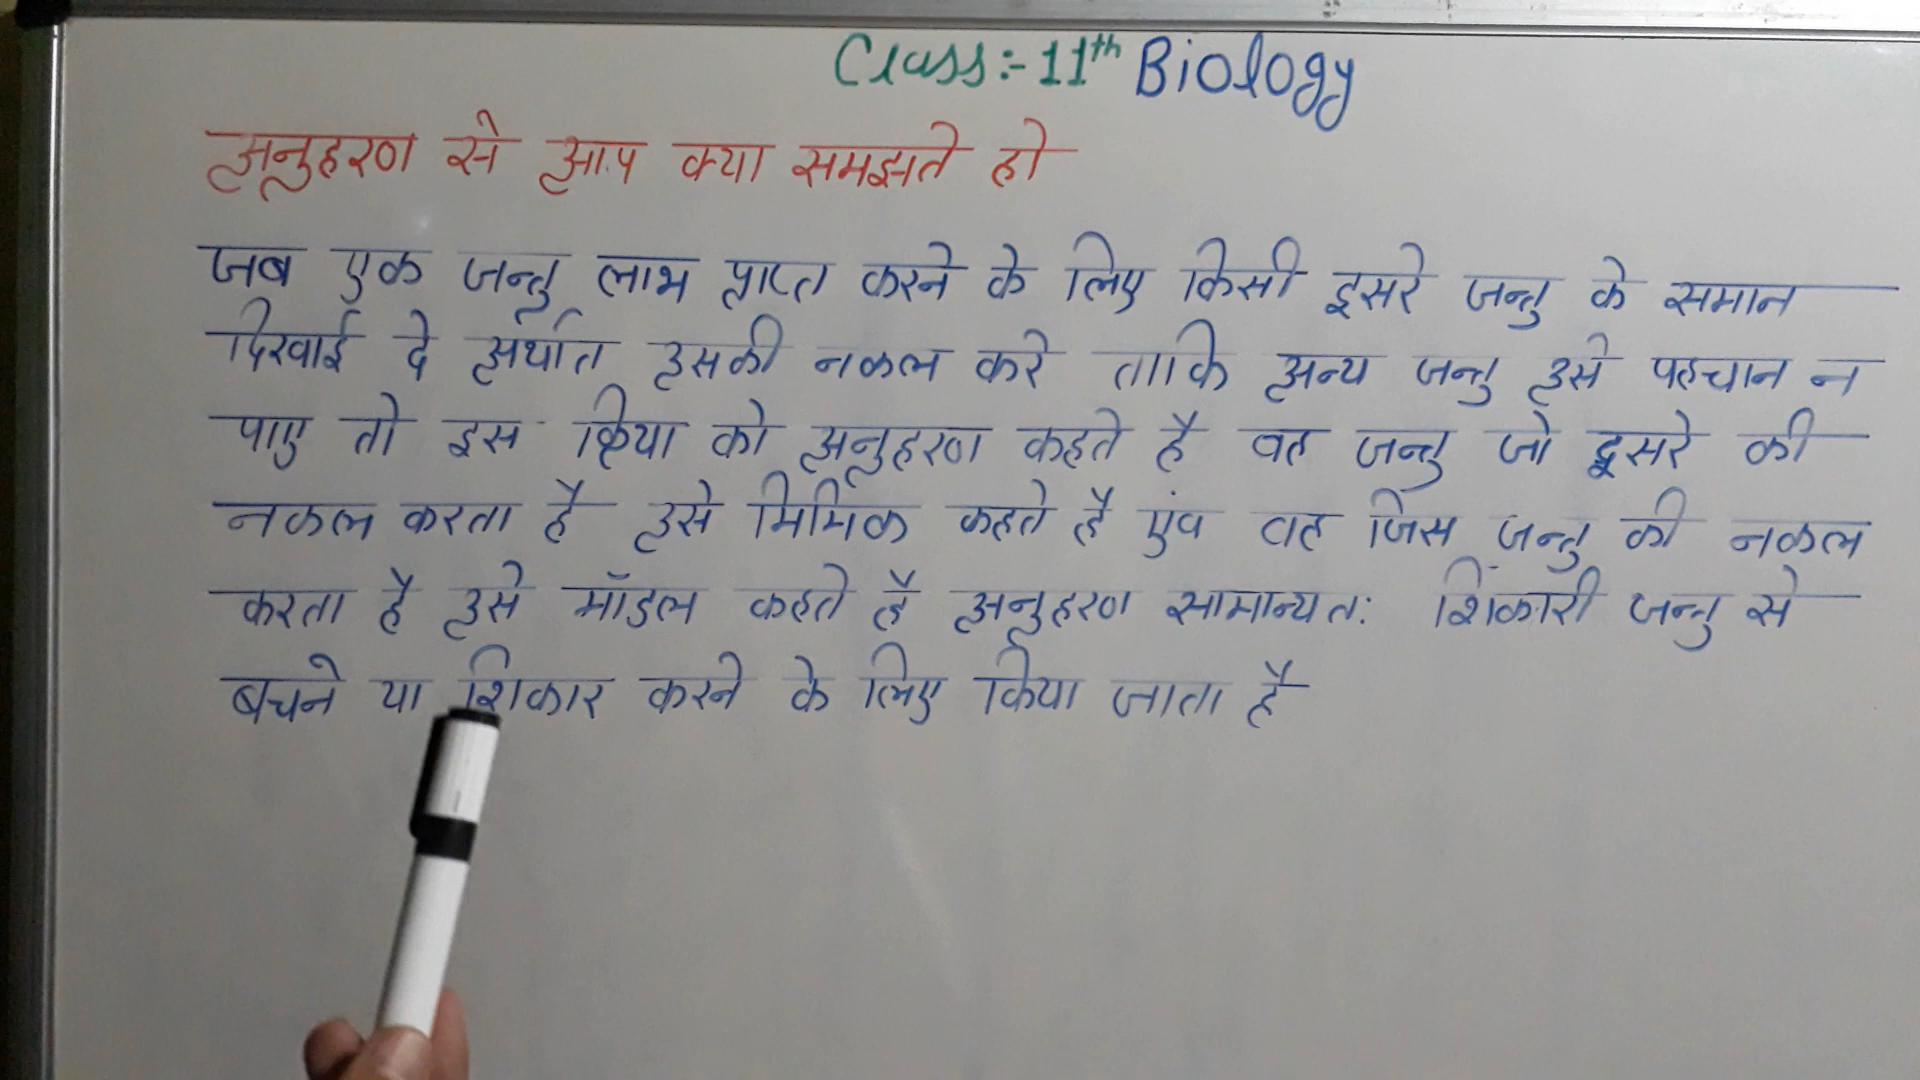 Class:- 11th Biology
अनुहरण से आप क्या समझते हो
जब एक जन्तु लाभ प्राप्त करने के लिए किसी दूसरे जन्तु के समान
दिखाई दे अर्थात उसकी नकल करे ताकि अन्य जन्तु उसे पहचान न
पाए तो इस क्रिया को अनुहरण कहते है वह जन्तु जो दूसरे की
नकल करता है उसे मिमिक कहते है एंव वह जिस जन्तु की नकल
करता है उसे मॉडल कहते है अनुहरण सामान्यत: शिंकारी जन्तु से
बचने या शिकार करने के लिए किया जाता है